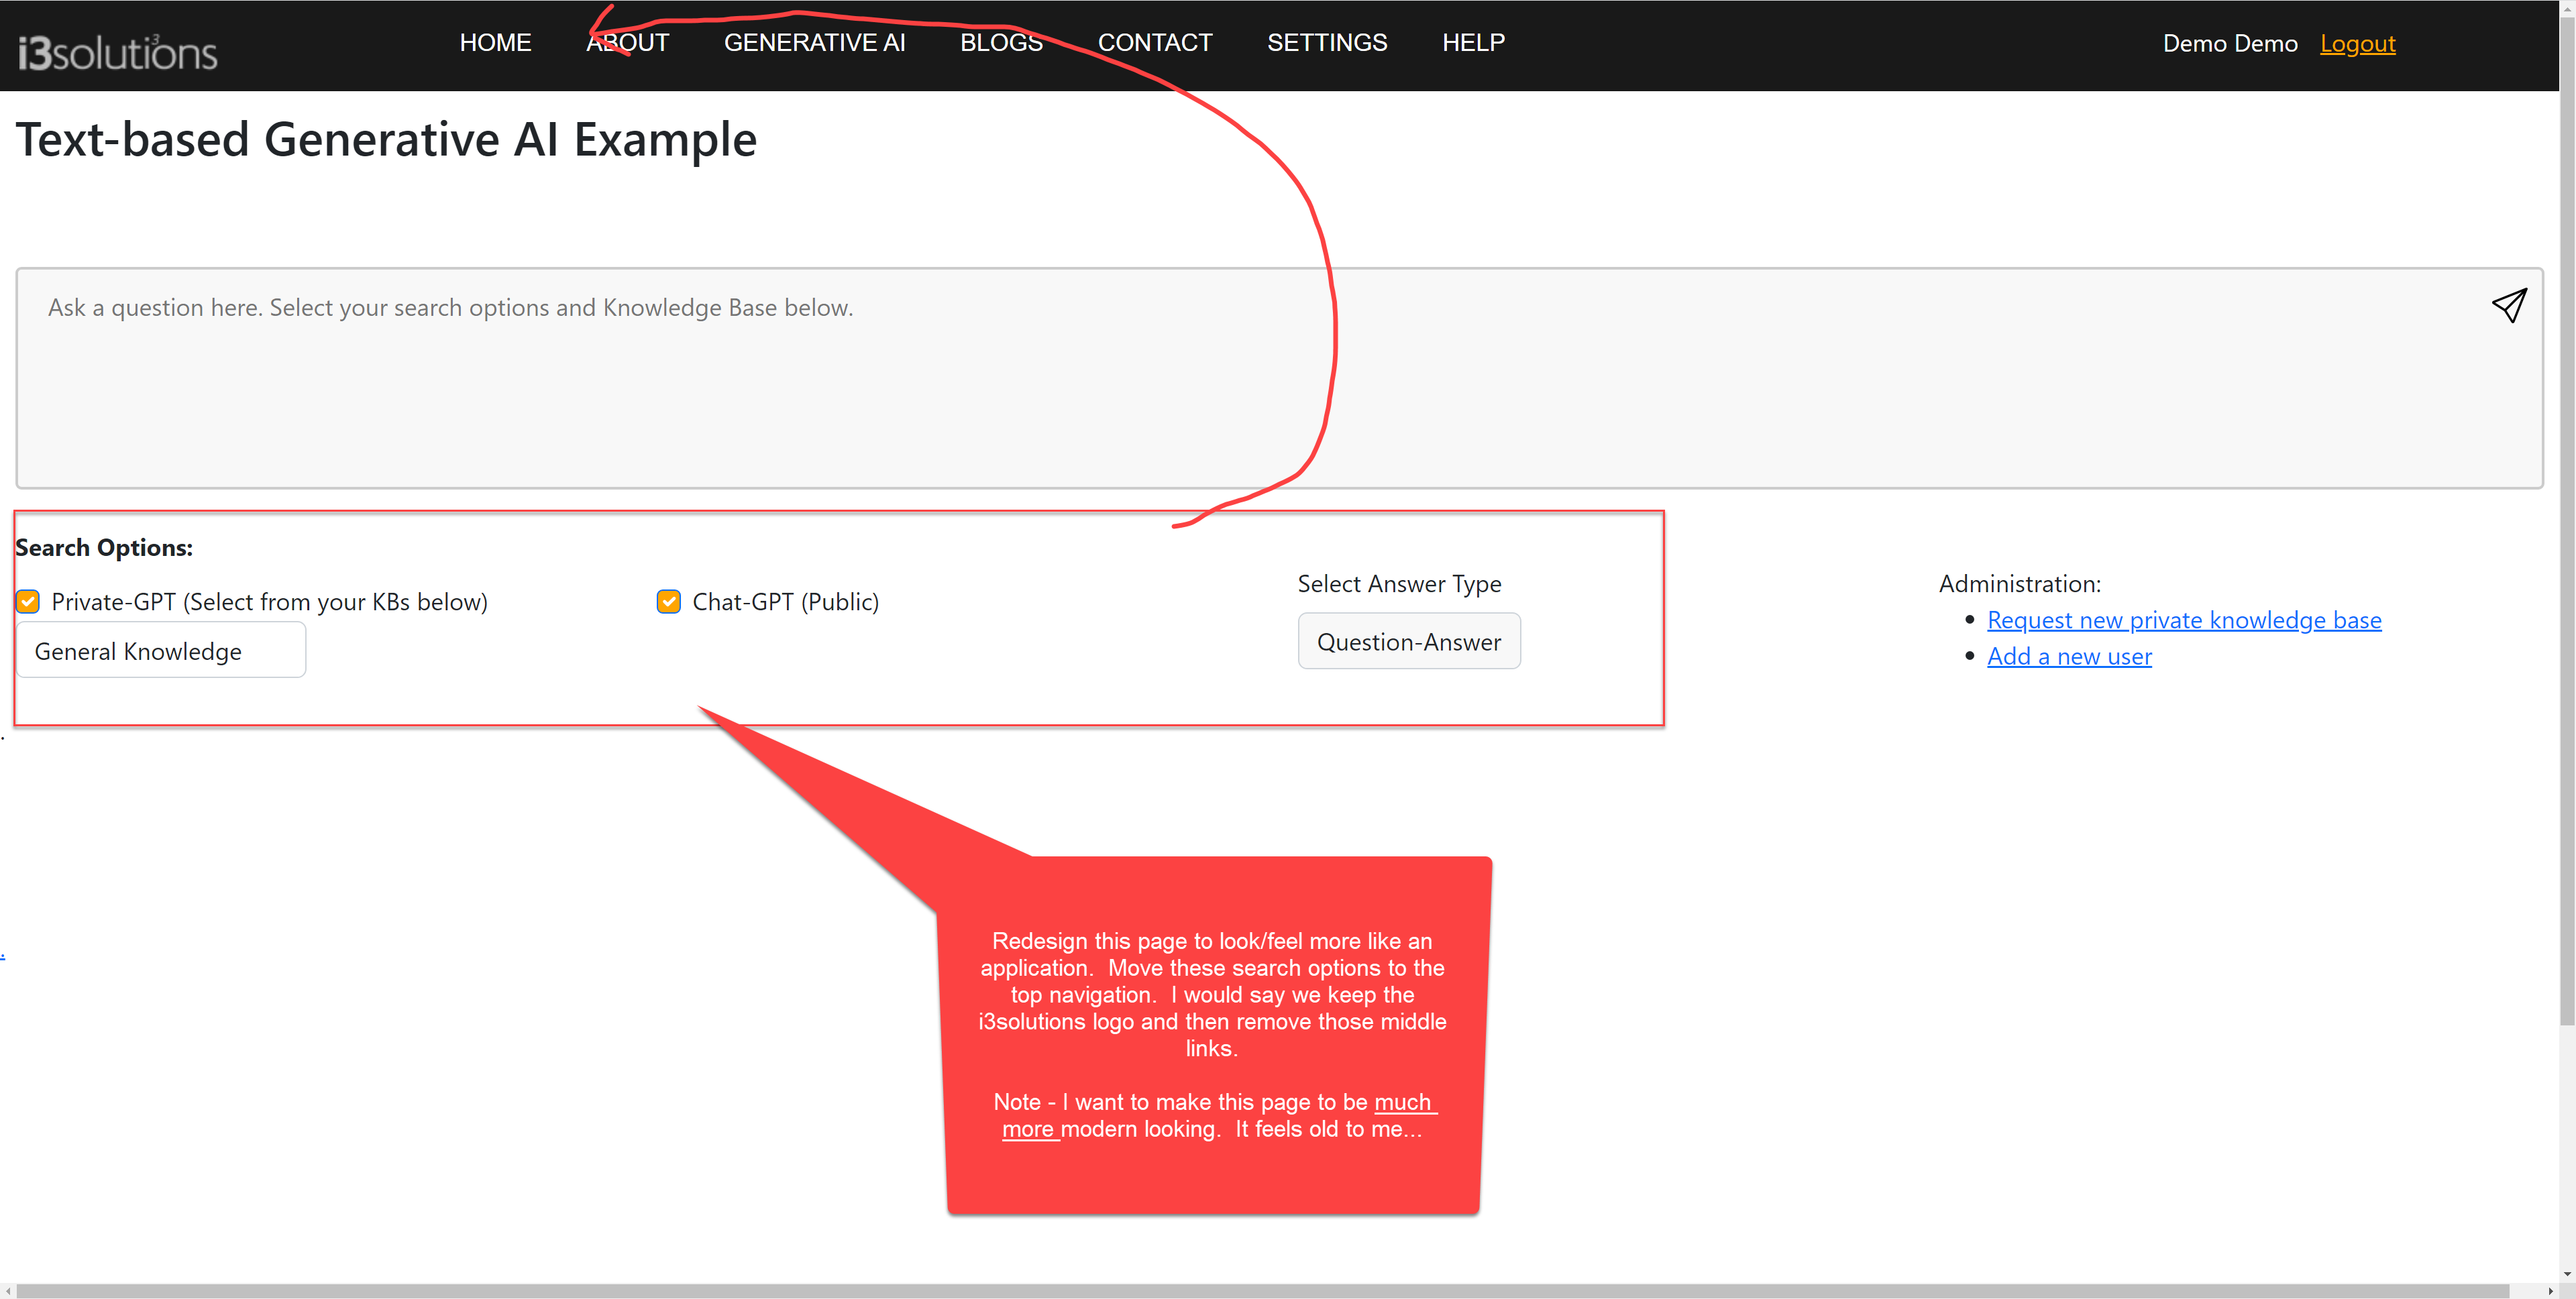 i3solutions
HOME ABOUT GENERATIVE AI BLOGS CONTACT SETTINGS HELP Demo Demo Logout
Text-based Generative AI Example
Ask a question here. Select your search options and Knowledge Base below.
Search Options:
Private-GPT (Select from your KBs below)
General Knowledge
Chat-GPT (Public)
Select Answer Type
Question-Answer
Administration:
• Request new private knowledge base
• Add a new user
.
.
Redesign this page to look/feel more like an
application. Move these search options to the
top navigation. I would say we keep the
i3solutions logo and then remove those middle
links.
Note - I want to make this page to be much
more modern looking. It feels old to me...